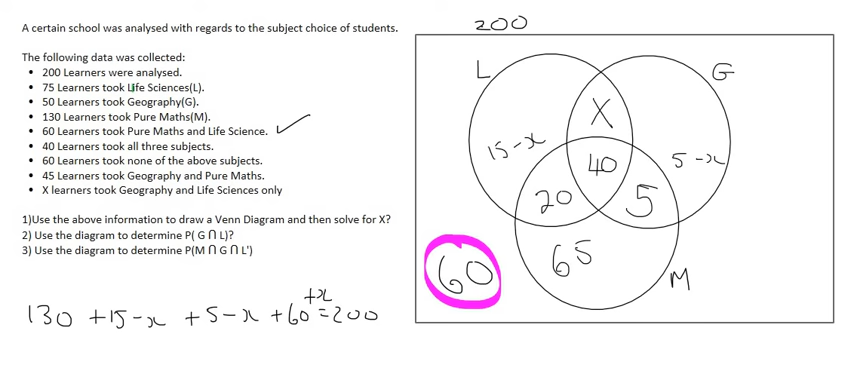 200
A certain school was analysed with regards to the subject choice of students.
The following data was collected:
• 200 Learners were analysed.
• 75 Learners took Life Sciences(L).
• 50 Learners took Geography(G).
• 130 Learners took Pure Maths(M).
• 60 Learners took Pure Maths and Life Science.
• 40 Learners took all three subjects.
• 60 Learners took none of the above subjects.
• 45 Learners took Geography and Pure Maths.
• X learners took Geography and Life Sciences only
1)Use the above information to draw a Venn Diagram and then solve for X?
2) Use the diagram to determine P( G ⋂ L)?
3) Use the diagram to determine P(M ⋂ G ⋂ L')
130 +15-x +5-x +60+x=200
L
G
X
15-x
40
5-x
20
5
65
60
M